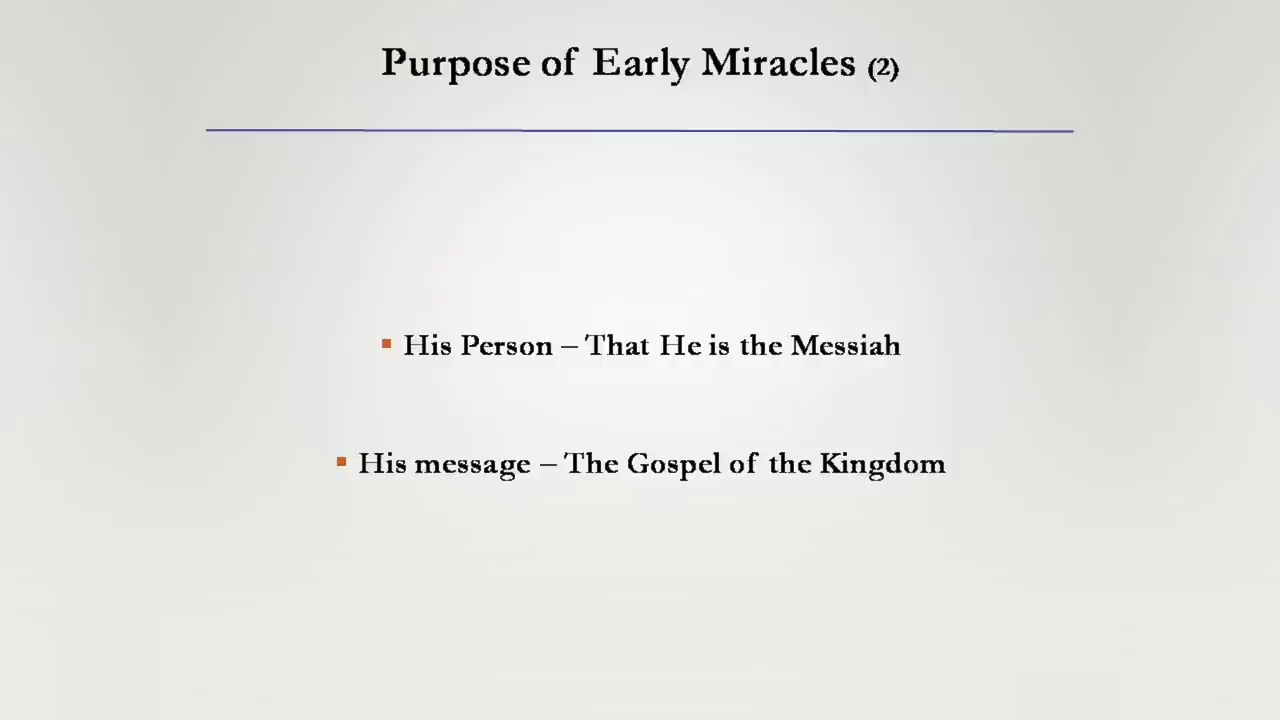 Purpose of Early Miracles (2)
▪ His Person – That He is the Messiah
▪ His message – The Gospel of the Kingdom